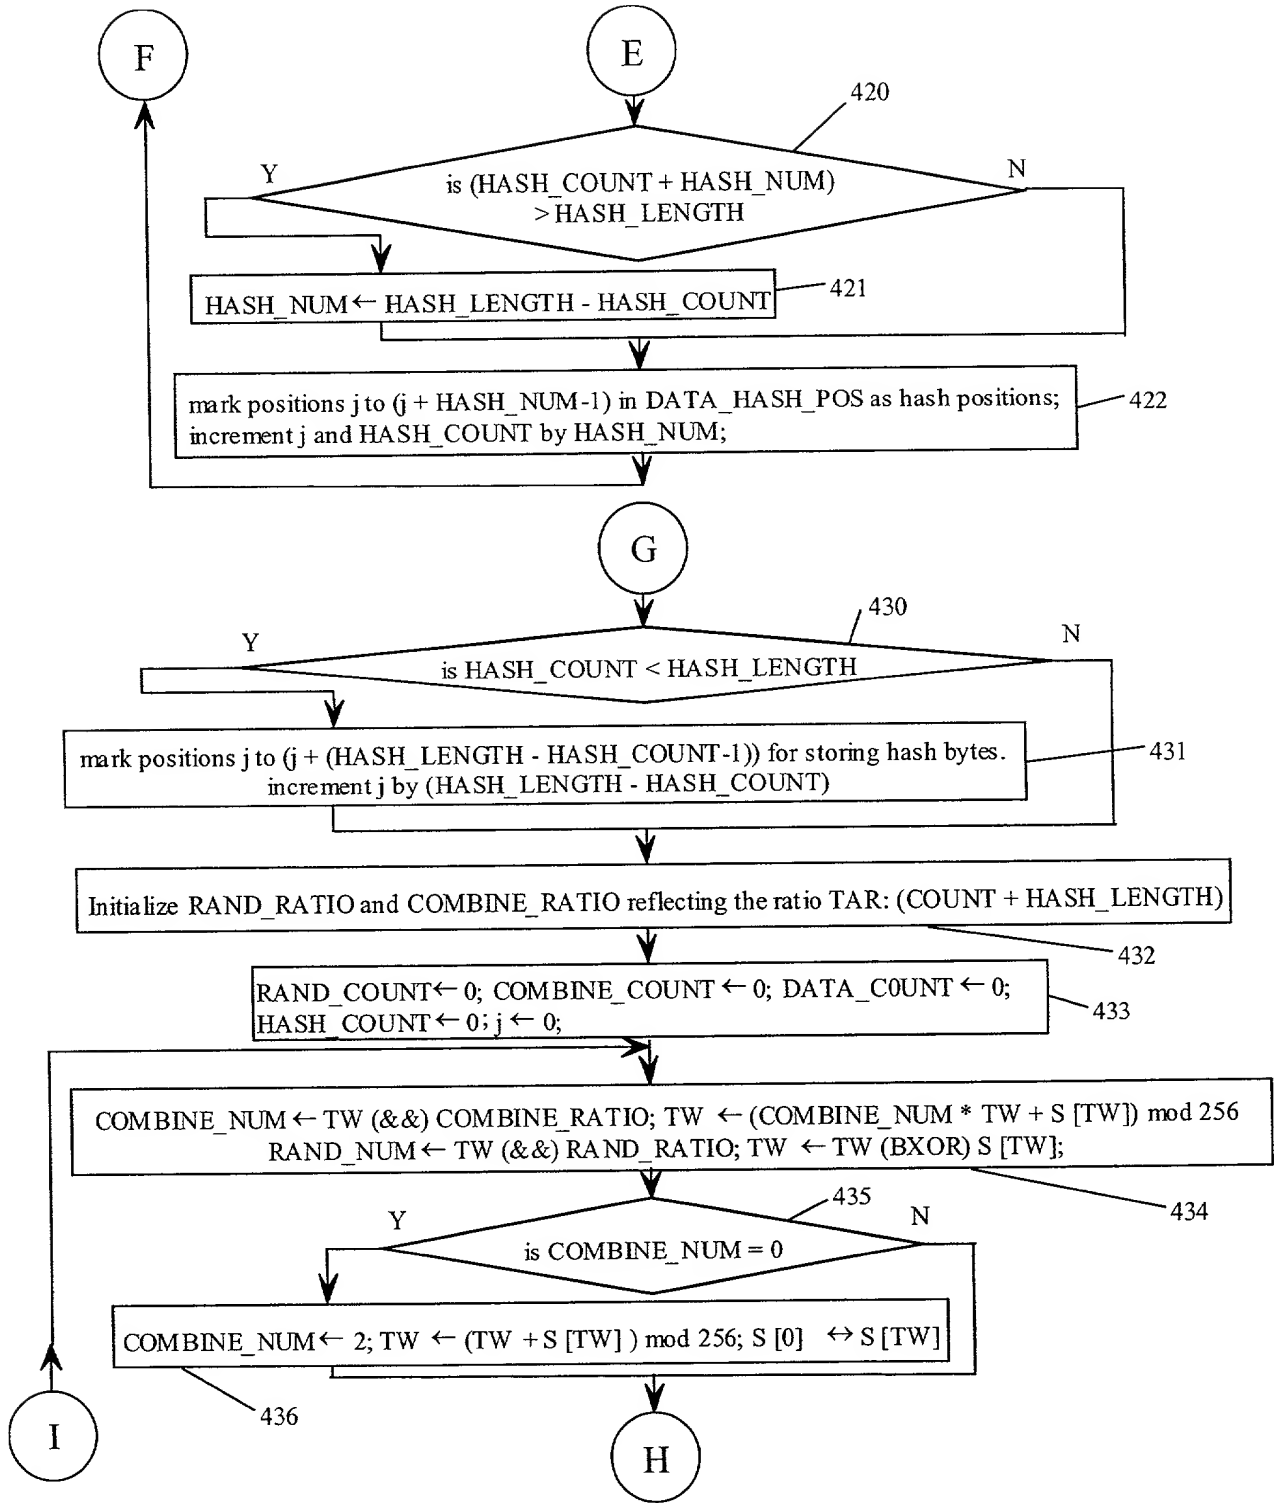 F
E
420
Y
N
is (HASH_COUNT + HASH_NUM)
> HASH_LENGTH
HASH_NUM ← HASH_LENGTH - HASH_COUNT
421
mark positions j to (j + HASH_NUM-1) in DATA_HASH_POS as hash positions;
increment j and HASH_COUNT by HASH_NUM;
422
G
430
Y
N
is HASH_COUNT < HASH_LENGTH
mark positions j to (j + (HASH_LENGTH - HASH_COUNT-1)) for storing hash bytes.
increment j by (HASH_LENGTH - HASH_COUNT)
431
Initialize RAND_RATIO and COMBINE_RATIO reflecting the ratio TAR: (COUNT + HASH_LENGTH)
432
RAND_COUNT ← 0; COMBINE_COUNT ← 0; DATA_C0UNT ← 0;
HASH_COUNT ← 0; j ← 0;
433
COMBINE_NUM ← TW (&&) COMBINE_RATIO; TW ← (COMBINE_NUM * TW + S [TW]) mod 256
RAND_NUM ← TW (&&) RAND_RATIO; TW ← TW (BXOR) S [TW];
434
435
Y
N
is COMBINE_NUM = 0
COMBINE_NUM ← 2; TW ← (TW + S [TW] ) mod 256; S [0] ↔ S [TW]
436
I
H